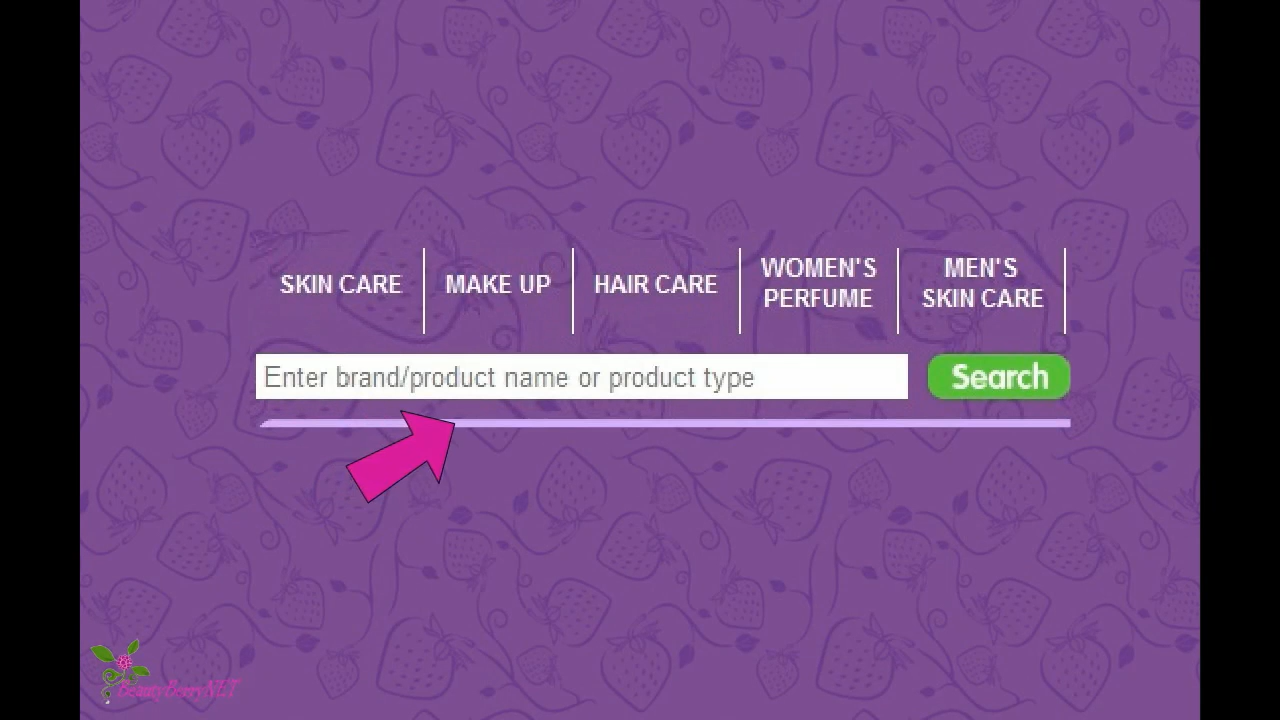 SKIN CARE
MAKE UP
HAIR CARE
WOMEN'S
PERFUME
MEN'S
SKIN CARE
Enter brand/product name or product type
Search
BeautyBerryNET